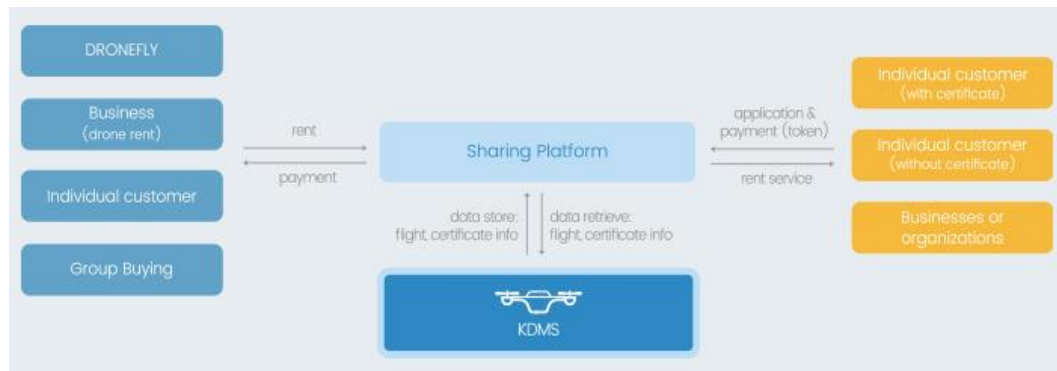 DRONEFLY
Business
(drone rent)
Individual customer
Group Buying
rent
payment
Sharing Platform
data store:
flight, certificate info
data retrieve:
flight, certificate info
KDMS
application &
payment (token)
rent service
Individual customer
(with certificate)
Individual customer
(without certificate)
Businesses or
organizations